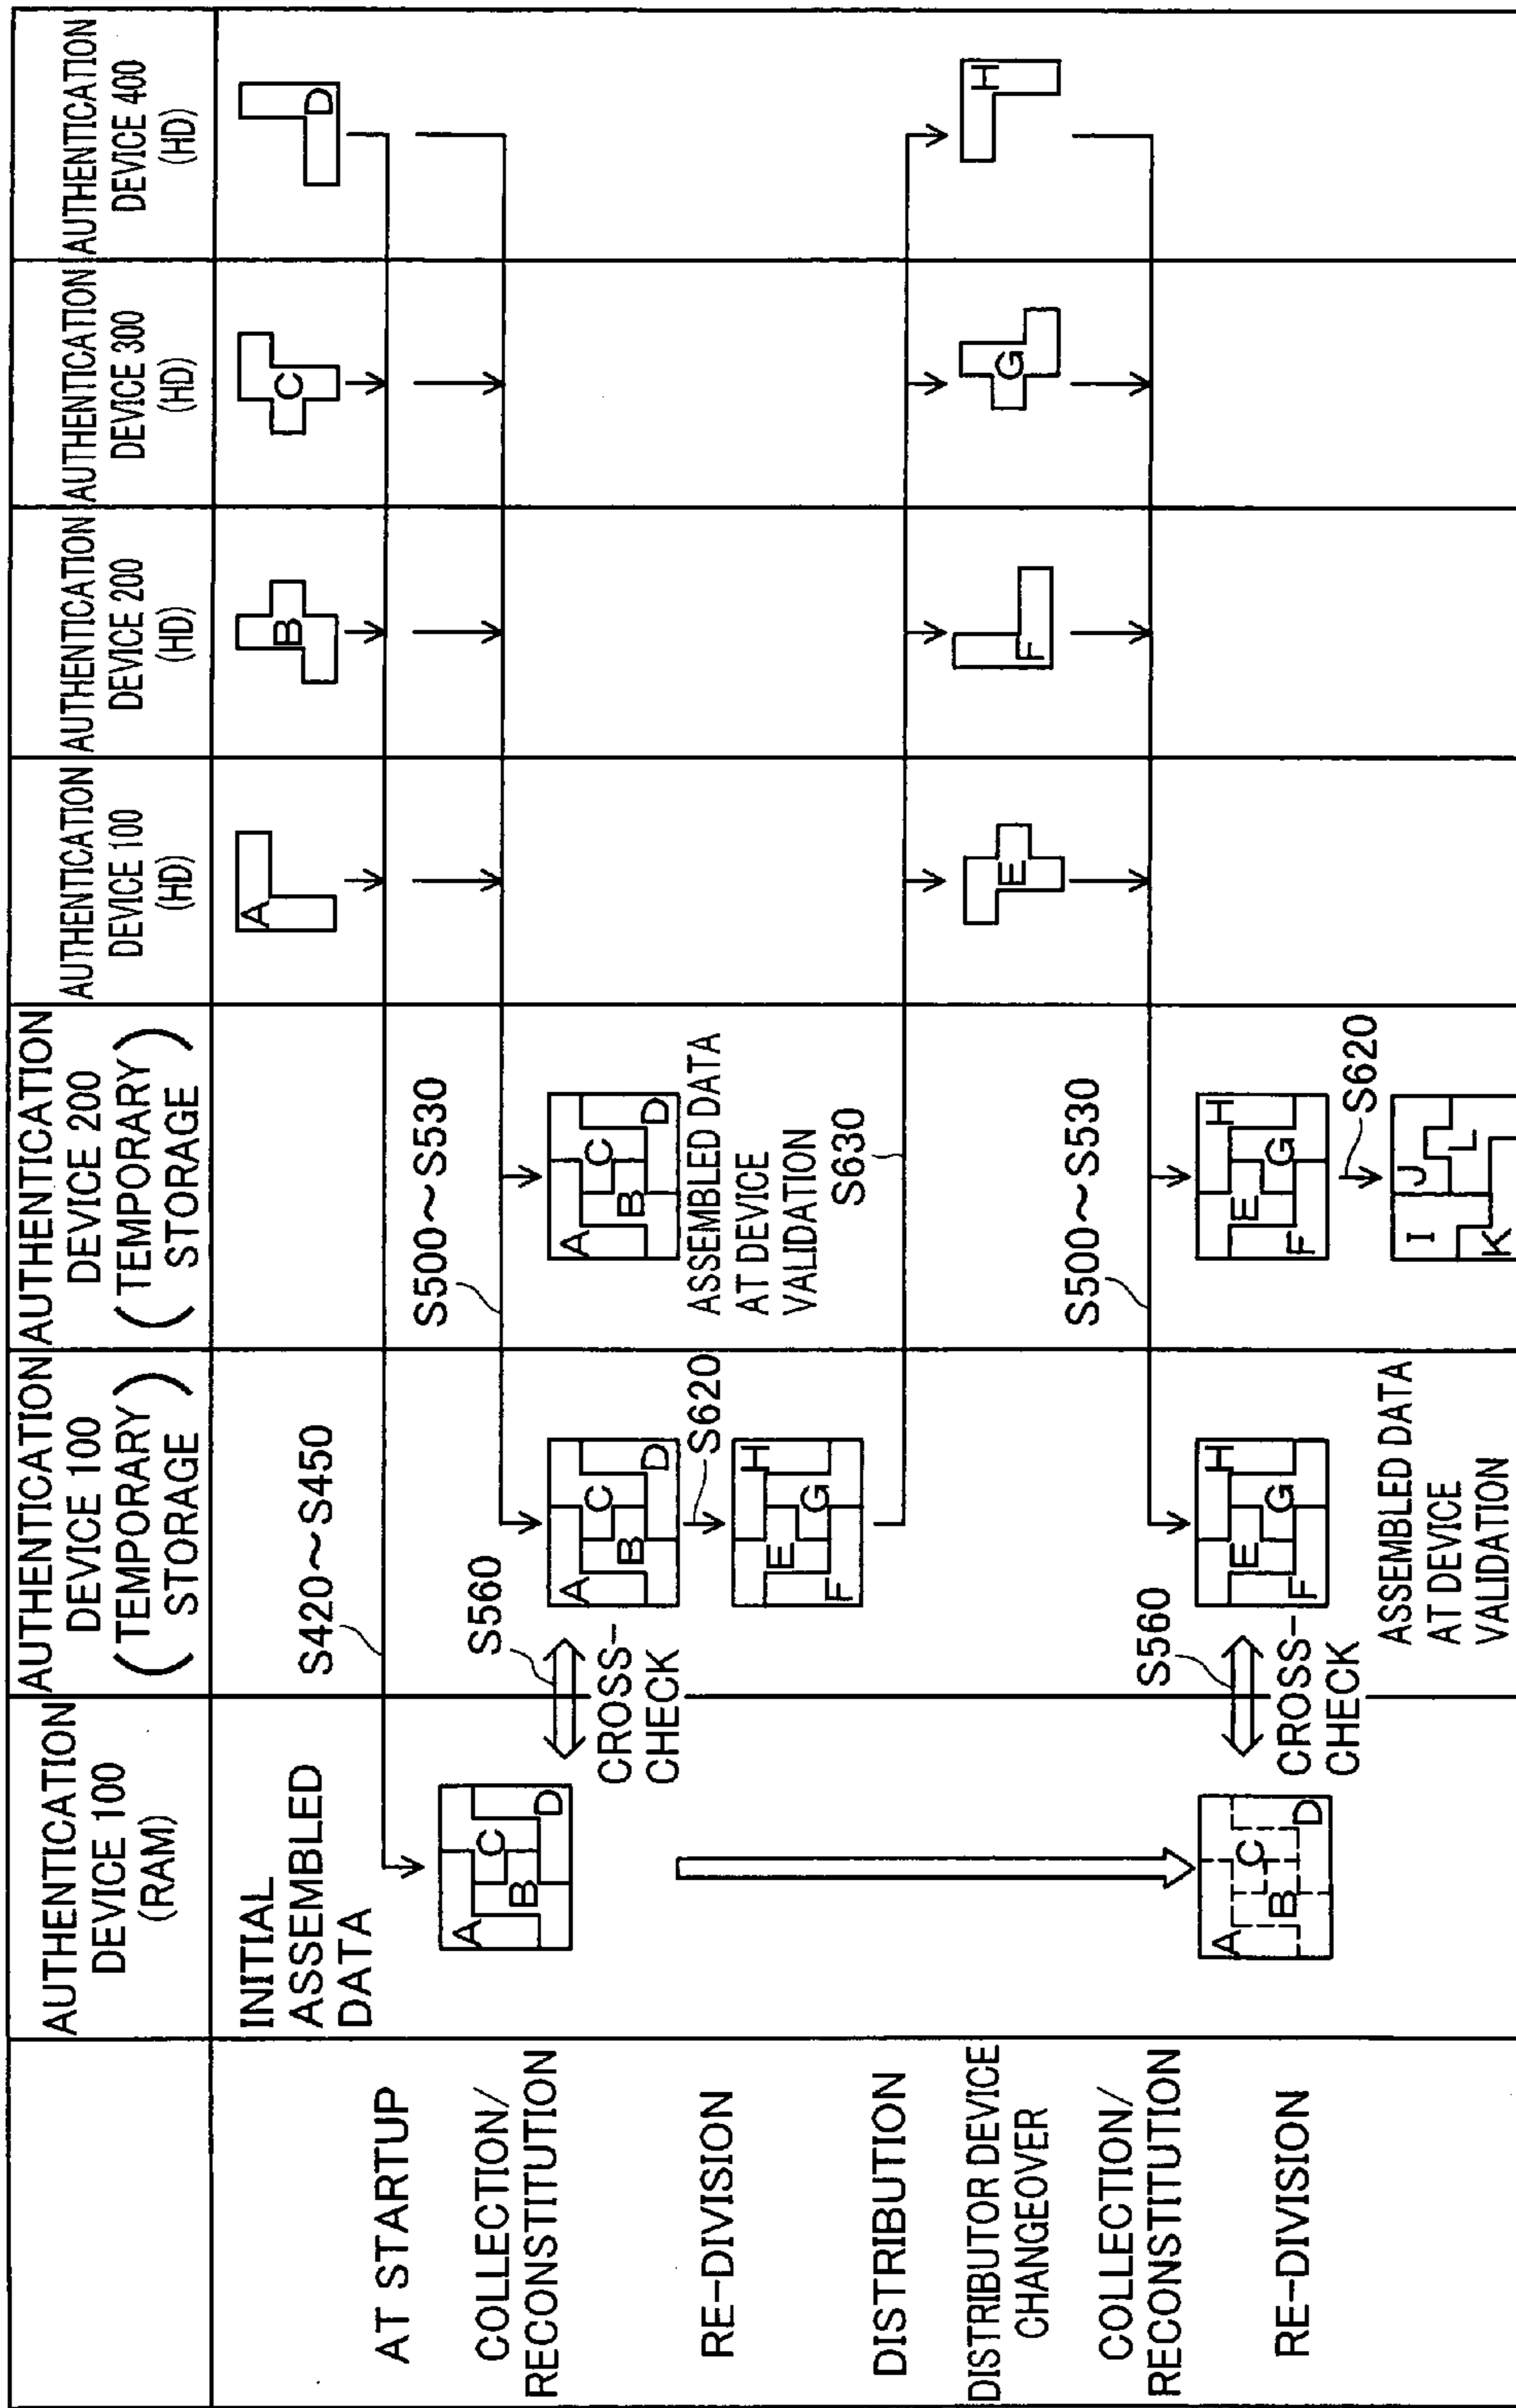 AUTHENTICATION
DEVICE 100
(RAM)
AUTHENTICATION
DEVICE 100
(TEMPORARY)
STORAGE
AUTHENTICATION
DEVICE 200
(TEMPORARY)
STORAGE
AUTHENTICATION
DEVICE 100
(HD)
AUTHENTICATION
DEVICE 200
(HD)
AUTHENTICATION
DEVICE 300
(HD)
AUTHENTICATION
DEVICE 400
(HD)
INITIAL
ASSEMBLED
DATA
A
B
C
D
AT STARTUP
S420~S450
COLLECTION/
RECONSTITUTION
S500~S530
A
B
C
D
S560
CROSS-
CHECK
A
B
C
D
A
B
C
D
ASSEMBLED DATA
AT DEVICE
VALIDATION
RE-DIVISION
S620
E
F
G
H
DISTRIBUTION
S630
DISTRIBUTOR DEVICE
CHANGEOVER
E
F
G
H
COLLECTION/
RECONSTITUTION
S500~S530
A
B
C
D
S560
CROSS-
CHECK
E
F
G
H
E
F
G
H
RE-DIVISION
ASSEMBLED DATA
AT DEVICE
VALIDATION
S620
I
J
K
L